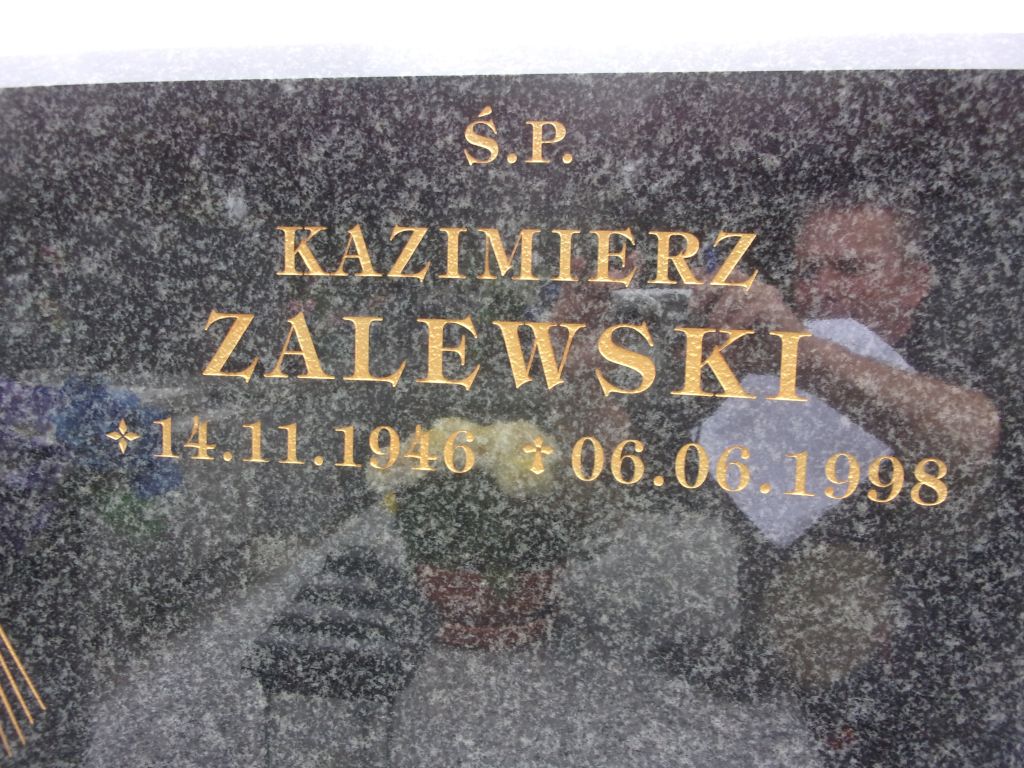 Ś.P.
KAZIMIERZ
ZALEWSKI
14.11.1946 ✝ 06.06.1998